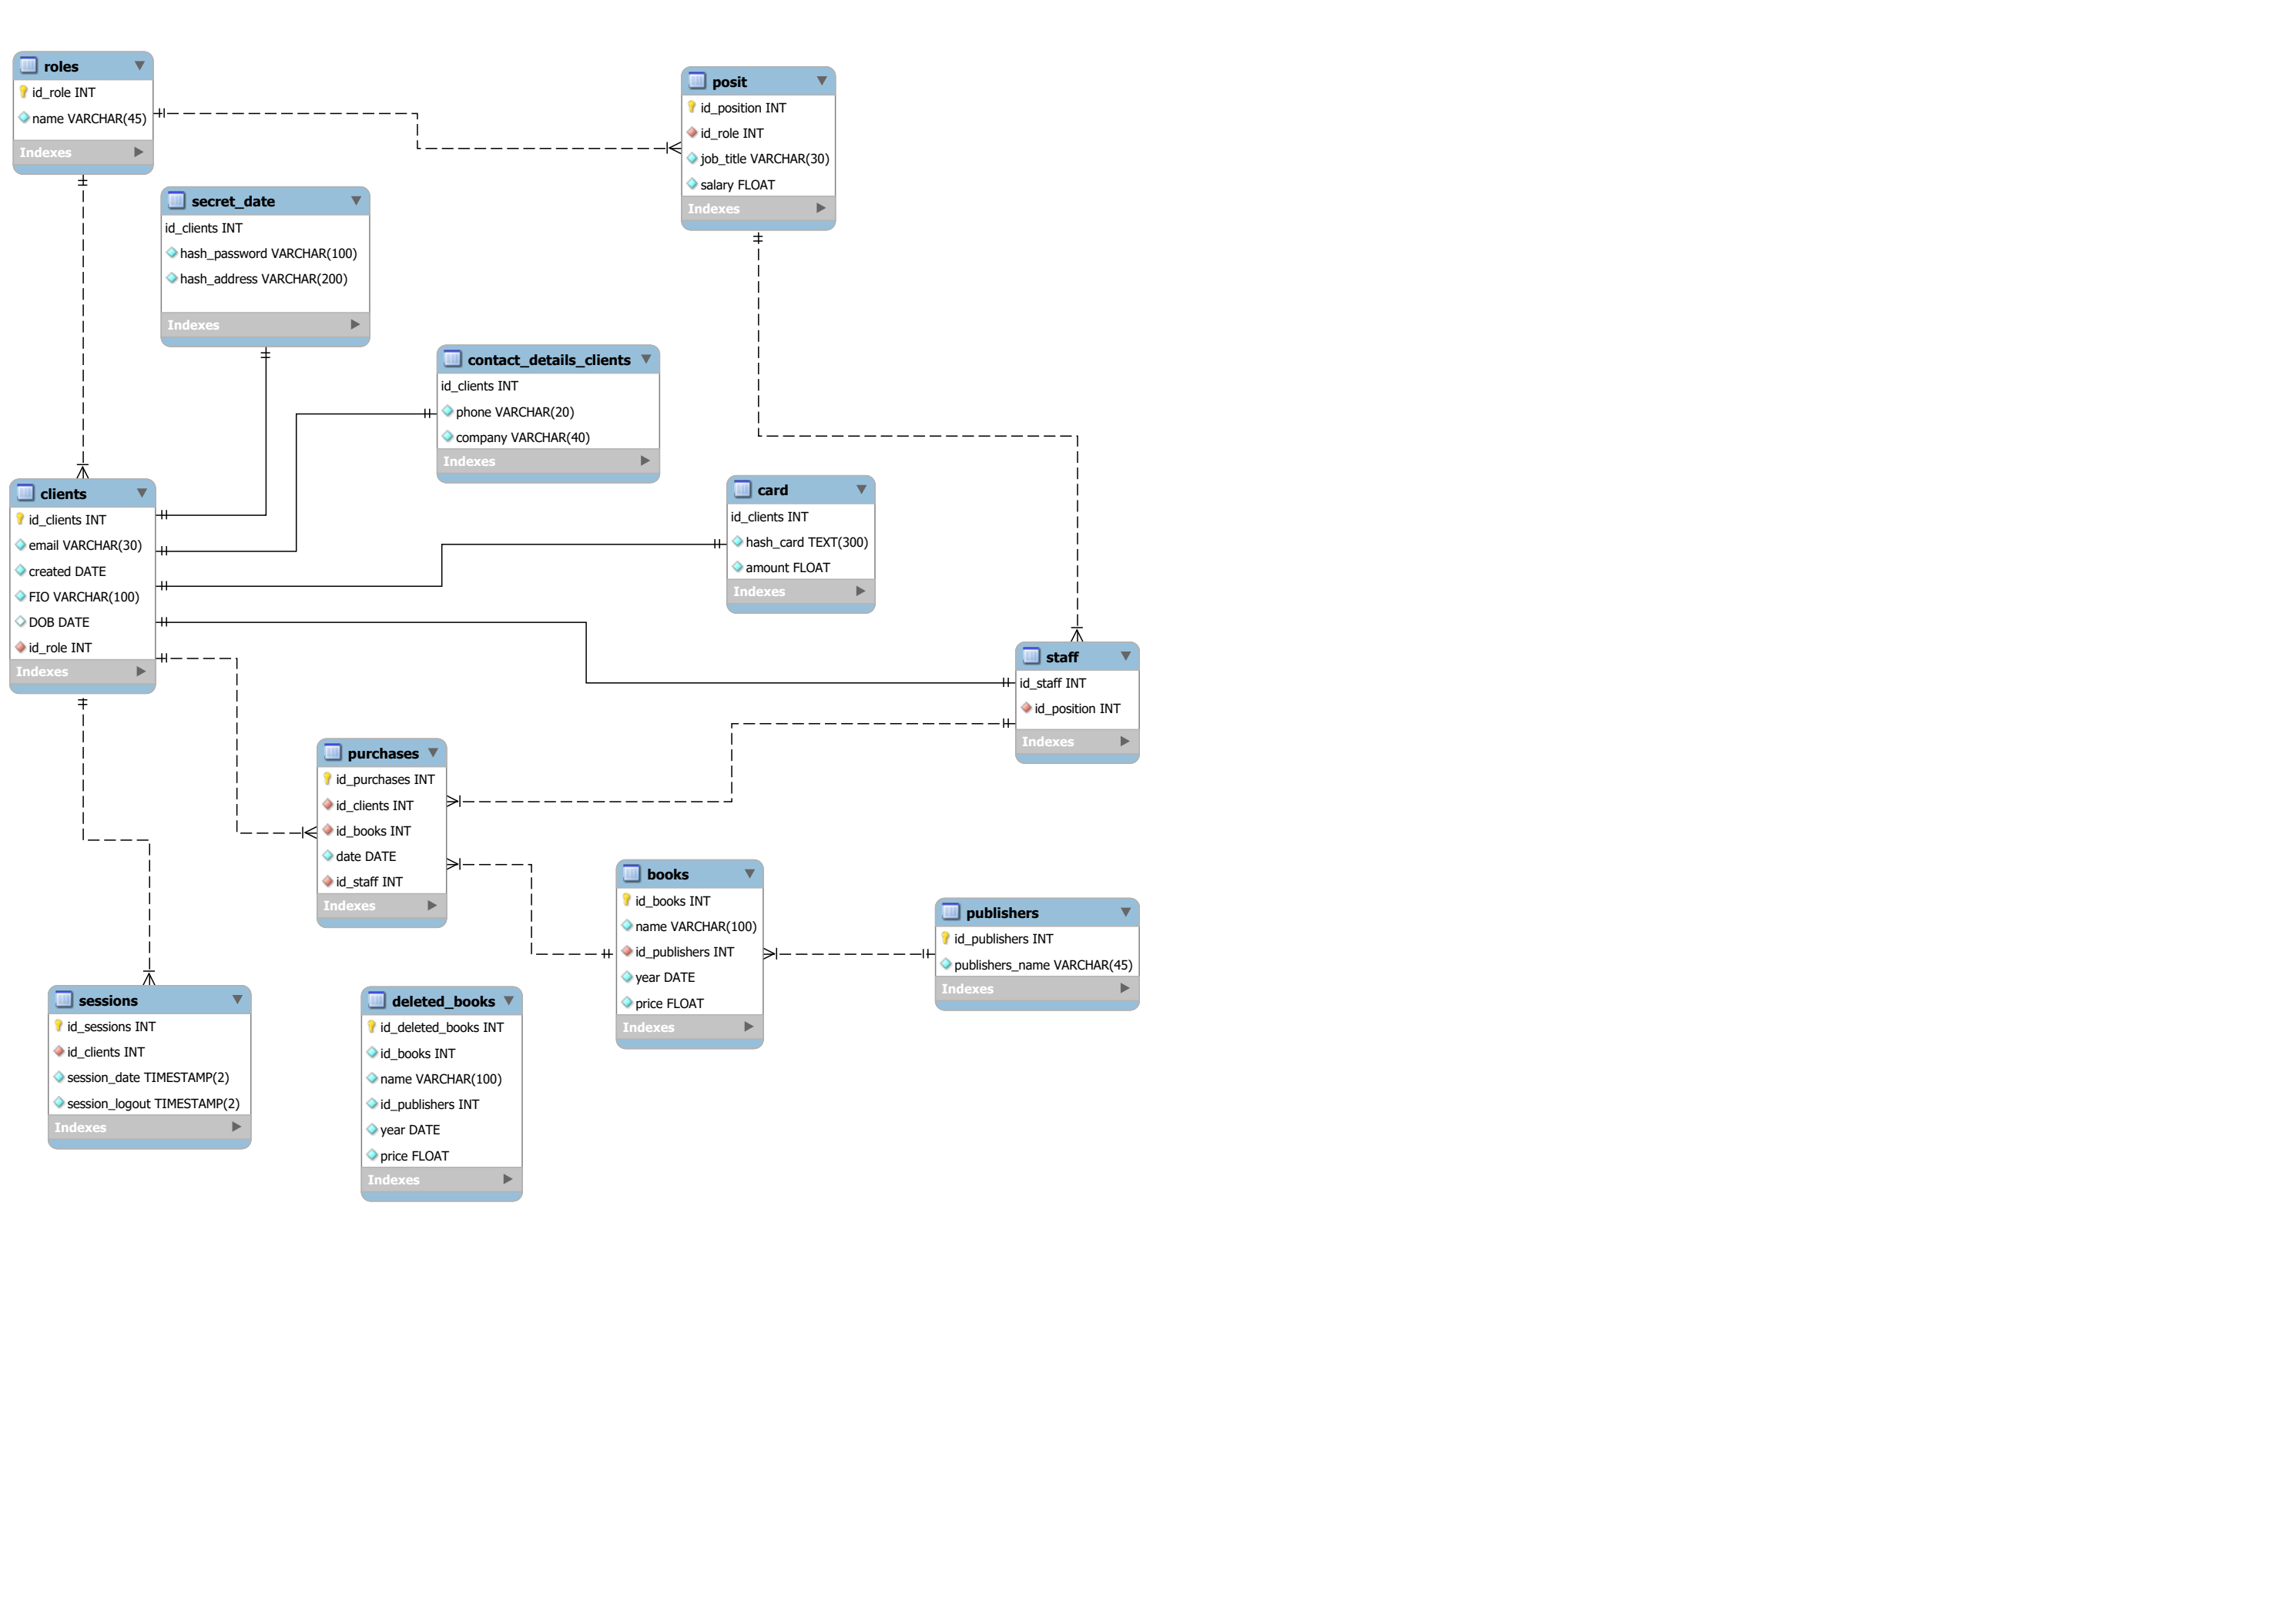 roles
id_role INT
name VARCHAR(45)
Indexes
posit
id_position INT
id_role INT
job_title VARCHAR(30)
salary FLOAT
Indexes
secret_date
id_clients INT
hash_password VARCHAR(100)
hash_address VARCHAR(200)
Indexes
contact_details_clients
id_clients INT
phone VARCHAR(20)
company VARCHAR(40)
Indexes
clients
id_clients INT
email VARCHAR(30)
created DATE
FIO VARCHAR(100)
DOB DATE
id_role INT
Indexes
card
id_clients INT
hash_card TEXT(300)
amount FLOAT
Indexes
staff
id_staff INT
id_position INT
Indexes
purchases
id_purchases INT
id_clients INT
id_books INT
date DATE
id_staff INT
Indexes
books
id_books INT
name VARCHAR(100)
id_publishers INT
year DATE
price FLOAT
Indexes
publishers
id_publishers INT
publishers_name VARCHAR(45)
Indexes
sessions
id_sessions INT
id_clients INT
session_date TIMESTAMP(2)
session_logout TIMESTAMP(2)
Indexes
deleted_books
id_deleted_books INT
id_books INT
name VARCHAR(100)
id_publishers INT
year DATE
price FLOAT
Indexes